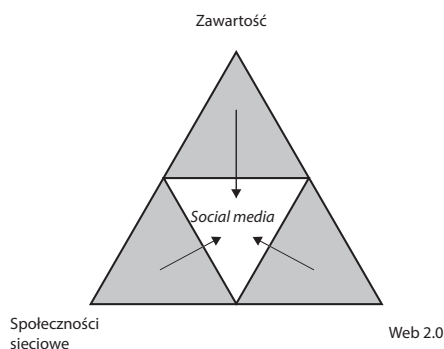 Zawartość
Social media
Społeczności
sieciowe
Web 2.0